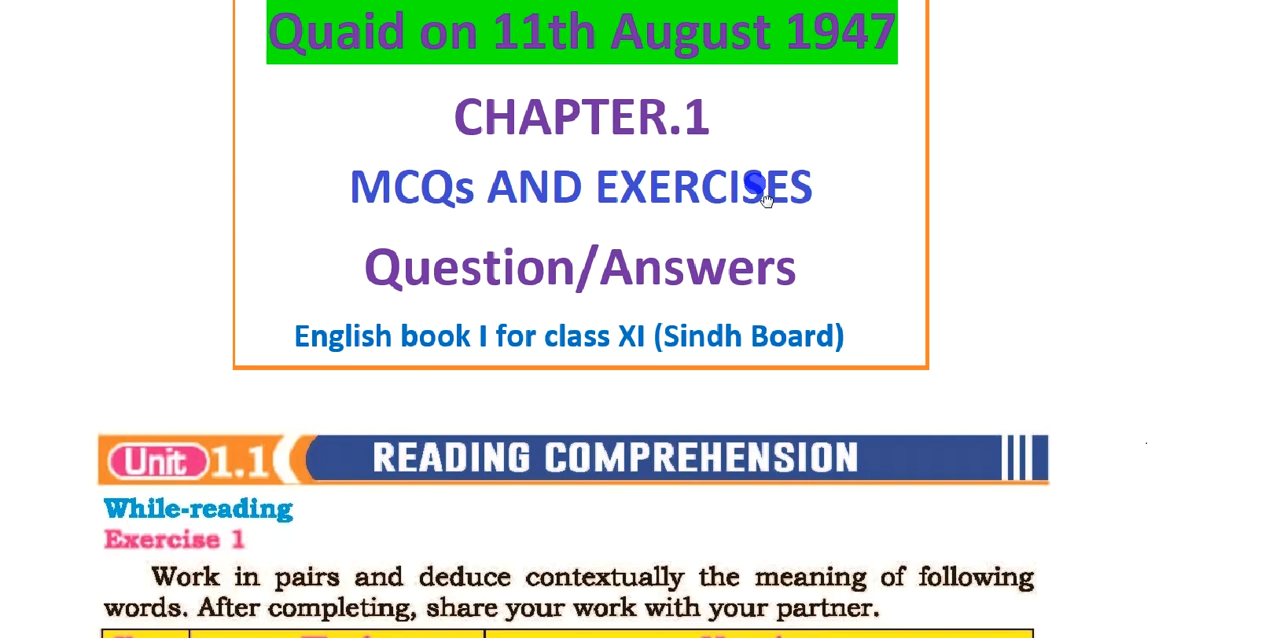 Quaid on 11th August 1947
CHAPTER.1
MCQs AND EXERCISES
Question/Answers
English book I for class XI (Sindh Board)
Unit 1.1 READING COMPREHENSION
While-reading
Exercise 1
Work in pairs and deduce contextually the meaning of following
words. After completing, share your work with your partner.